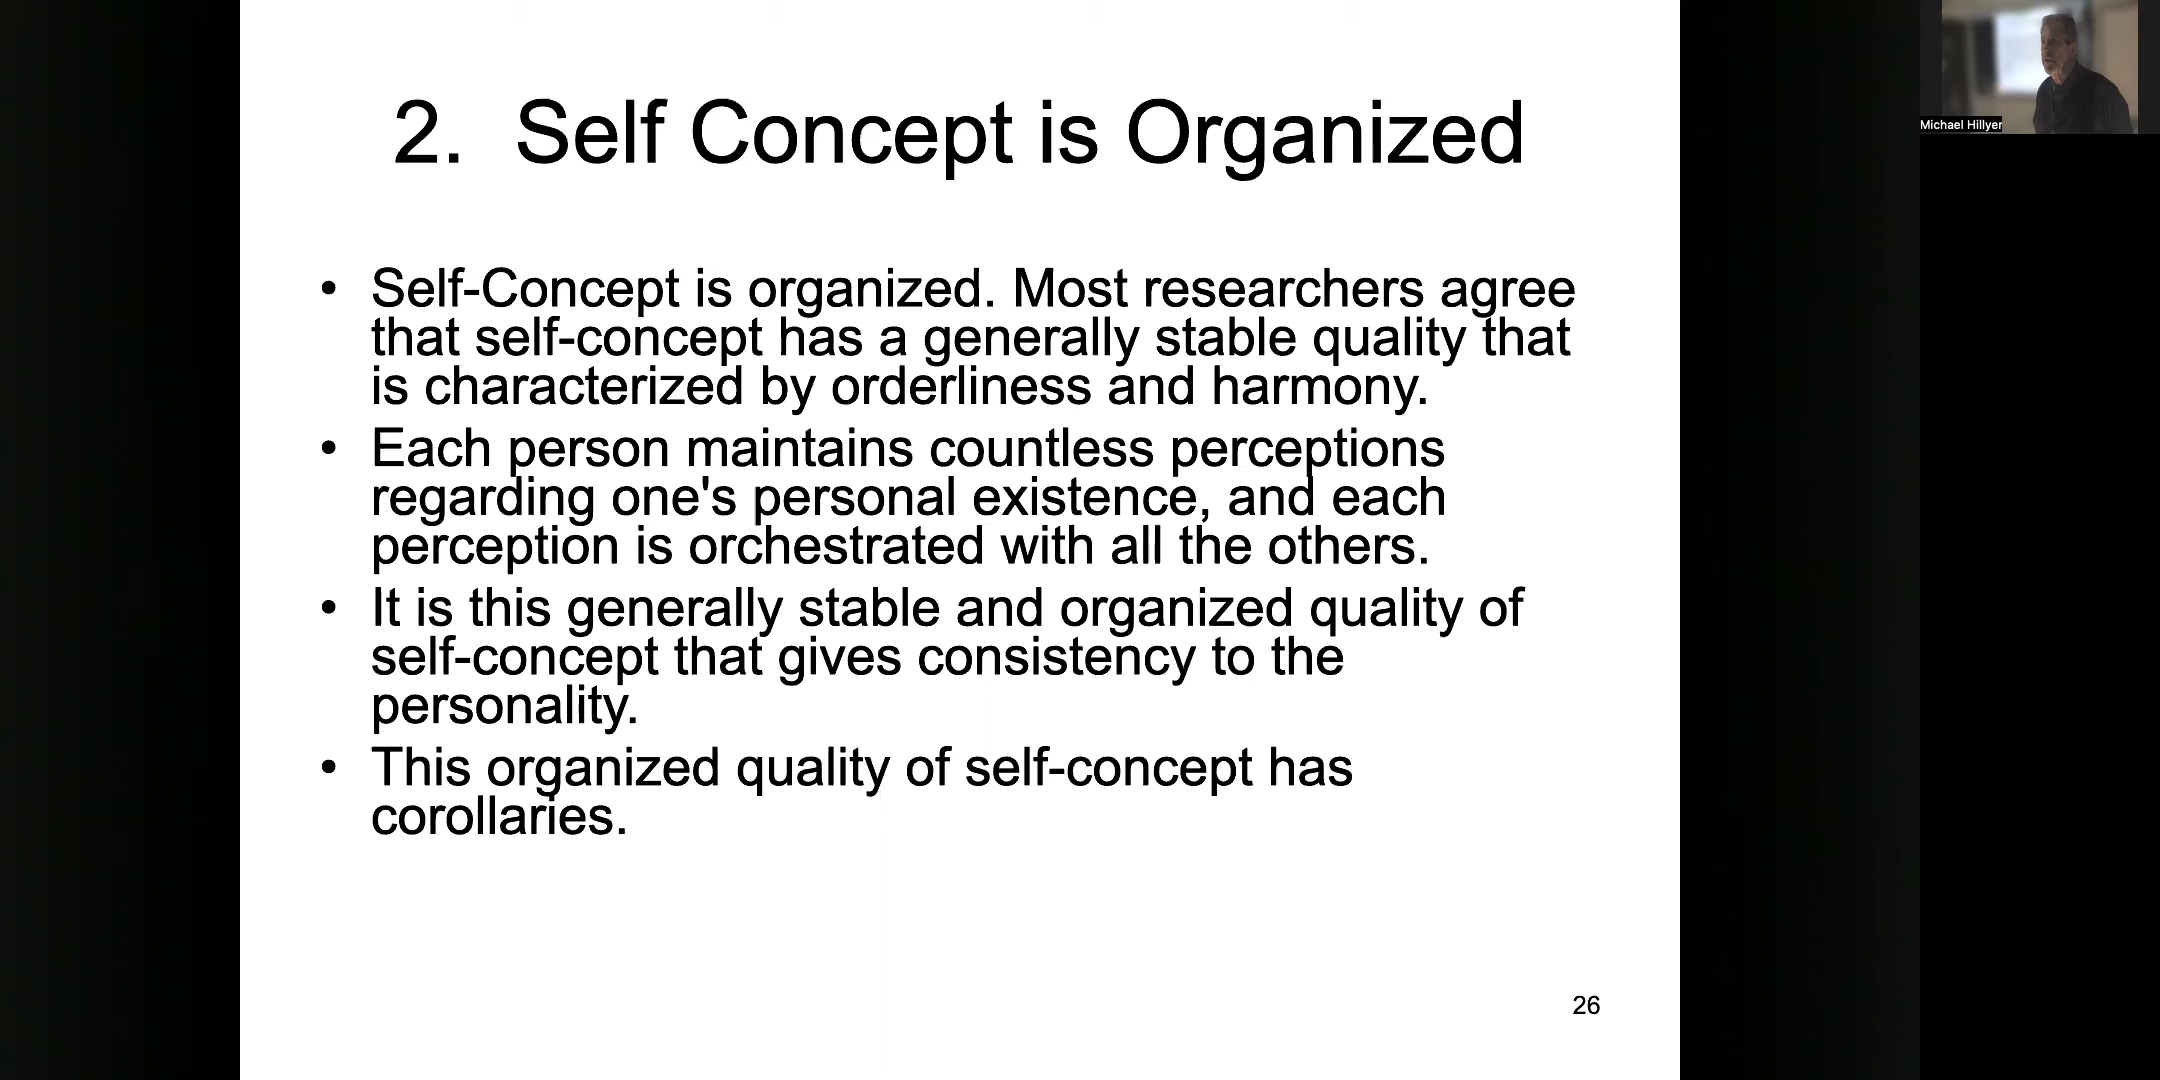 2. Self Concept is Organized
• Self-Concept is organized. Most researchers agree
that self-concept has a generally stable quality that
is characterized by orderliness and harmony.
• Each person maintains countless perceptions
regarding one's personal existence, and each
perception is orchestrated with all the others.
• It is this generally stable and organized quality of
self-concept that gives consistency to the
personality.
• This organized quality of self-concept has
corollaries.
26
Michael Hillyer